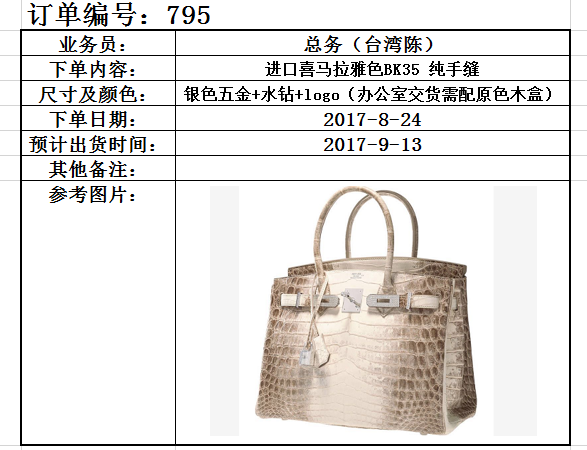 订单编号：795
业务员： 总务（台湾陈）
下单内容： 进口喜马拉雅色BK35 纯手缝
尺寸及颜色： 银色五金+水钻+logo（办公室交货需配原色木盒）
下单日期： 2017-8-24
预计出货时间： 2017-9-13
其他备注：
参考图片：